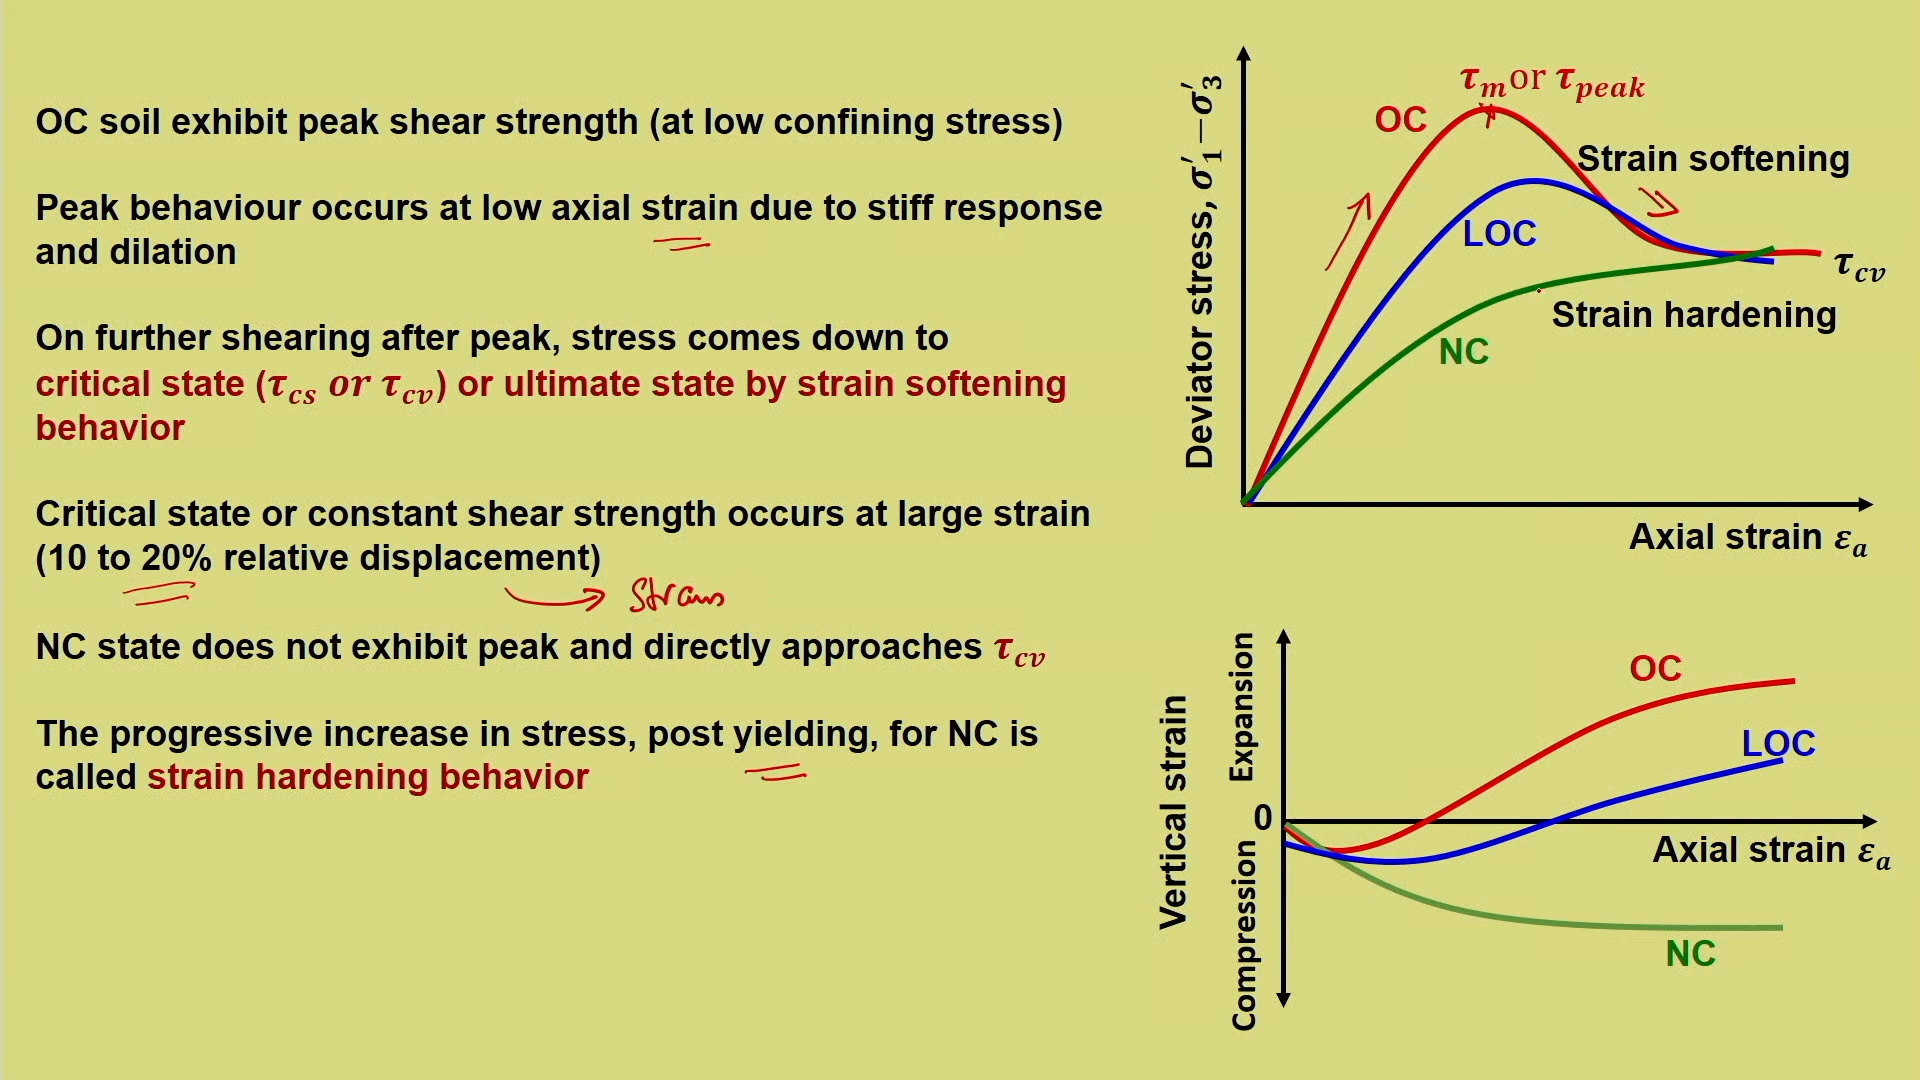 OC soil exhibit peak shear strength (at low confining stress)
Peak behaviour occurs at low axial strain due to stiff response
and dilation
On further shearing after peak, stress comes down to
critical state (τcs or τcv) or ultimate state by strain softening
behavior
Critical state or constant shear strength occurs at large strain
(10 to 20% relative displacement)
NC state does not exhibit peak and directly approaches τcv
The progressive increase in stress, post yielding, for NC is
called strain hardening behavior
Deviator stress, σ′1−σ′3
τm or τpeak
OC
Strain softening
LOC
τcv
Strain hardening
NC
Axial strain εa
Vertical strain
Expansion
Compression
0
OC
LOC
Axial strain εa
NC